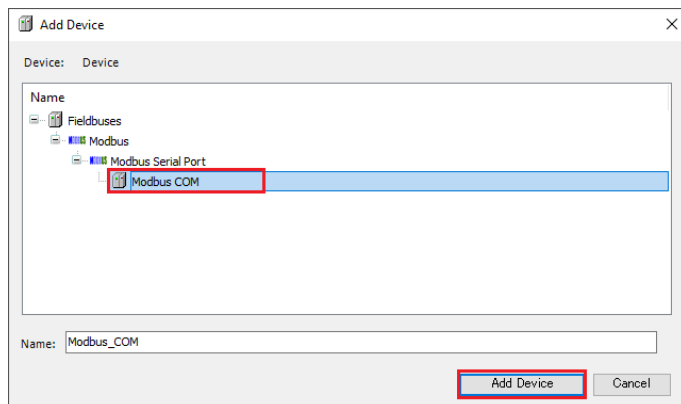 Add Device
Device: Device
Name
Fieldbuses
Modbus
Modbus Serial Port
Modbus COM
Name: Modbus_COM
Add Device Cancel